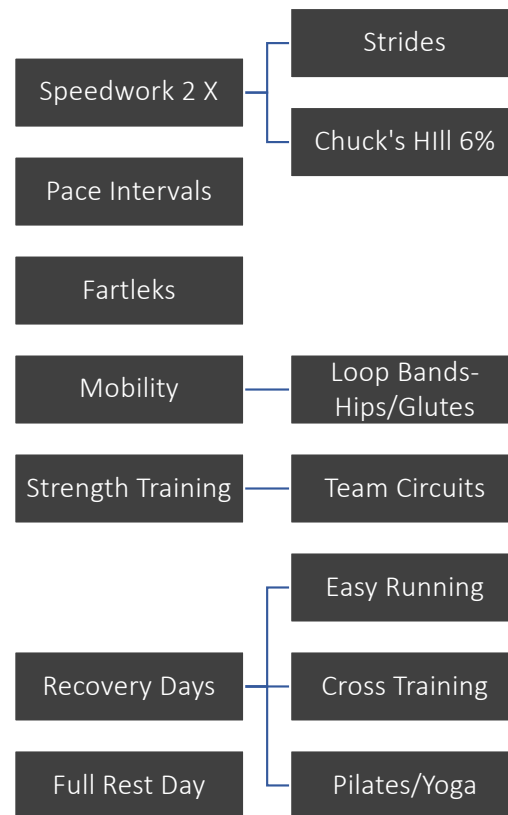 Strides
Speedwork 2 X
Chuck's HIll 6%
Pace Intervals
Fartleks
Mobility
Loop Bands-
Hips/Glutes
Strength Training
Team Circuits
Easy Running
Recovery Days
Cross Training
Full Rest Day
Pilates/Yoga